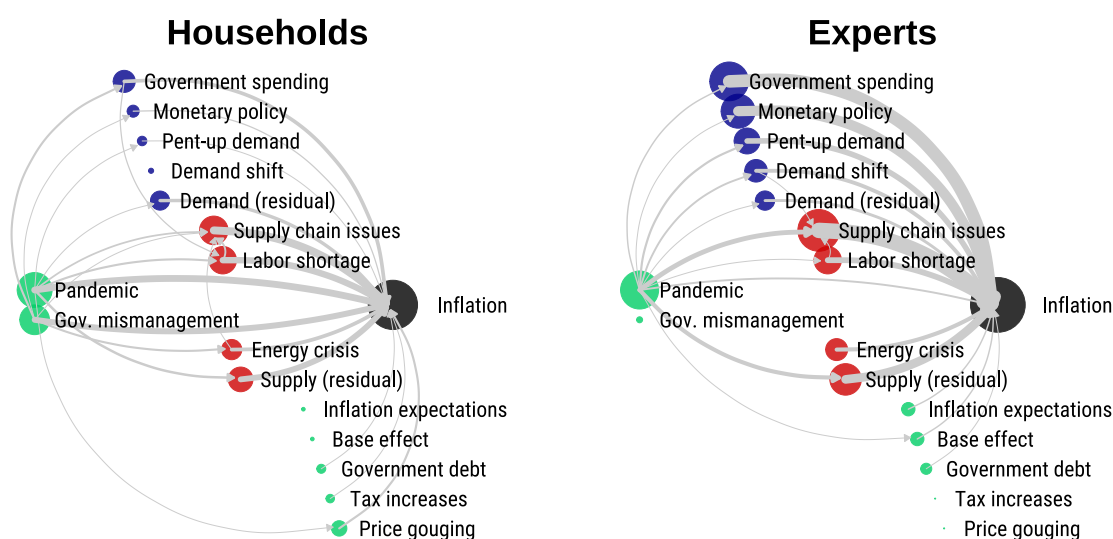 Households
Government spending
Monetary policy
Pent-up demand
Demand shift
Demand (residual)
Supply chain issues
Labor shortage
Pandemic
Inflation
Gov. mismanagement
Energy crisis
Supply (residual)
Inflation expectations
Base effect
Government debt
Tax increases
Price gouging
Experts
Government spending
Monetary policy
Pent-up demand
Demand shift
Demand (residual)
Supply chain issues
Labor shortage
Pandemic
Inflation
Gov. mismanagement
Energy crisis
Supply (residual)
Inflation expectations
Base effect
Government debt
Tax increases
Price gouging